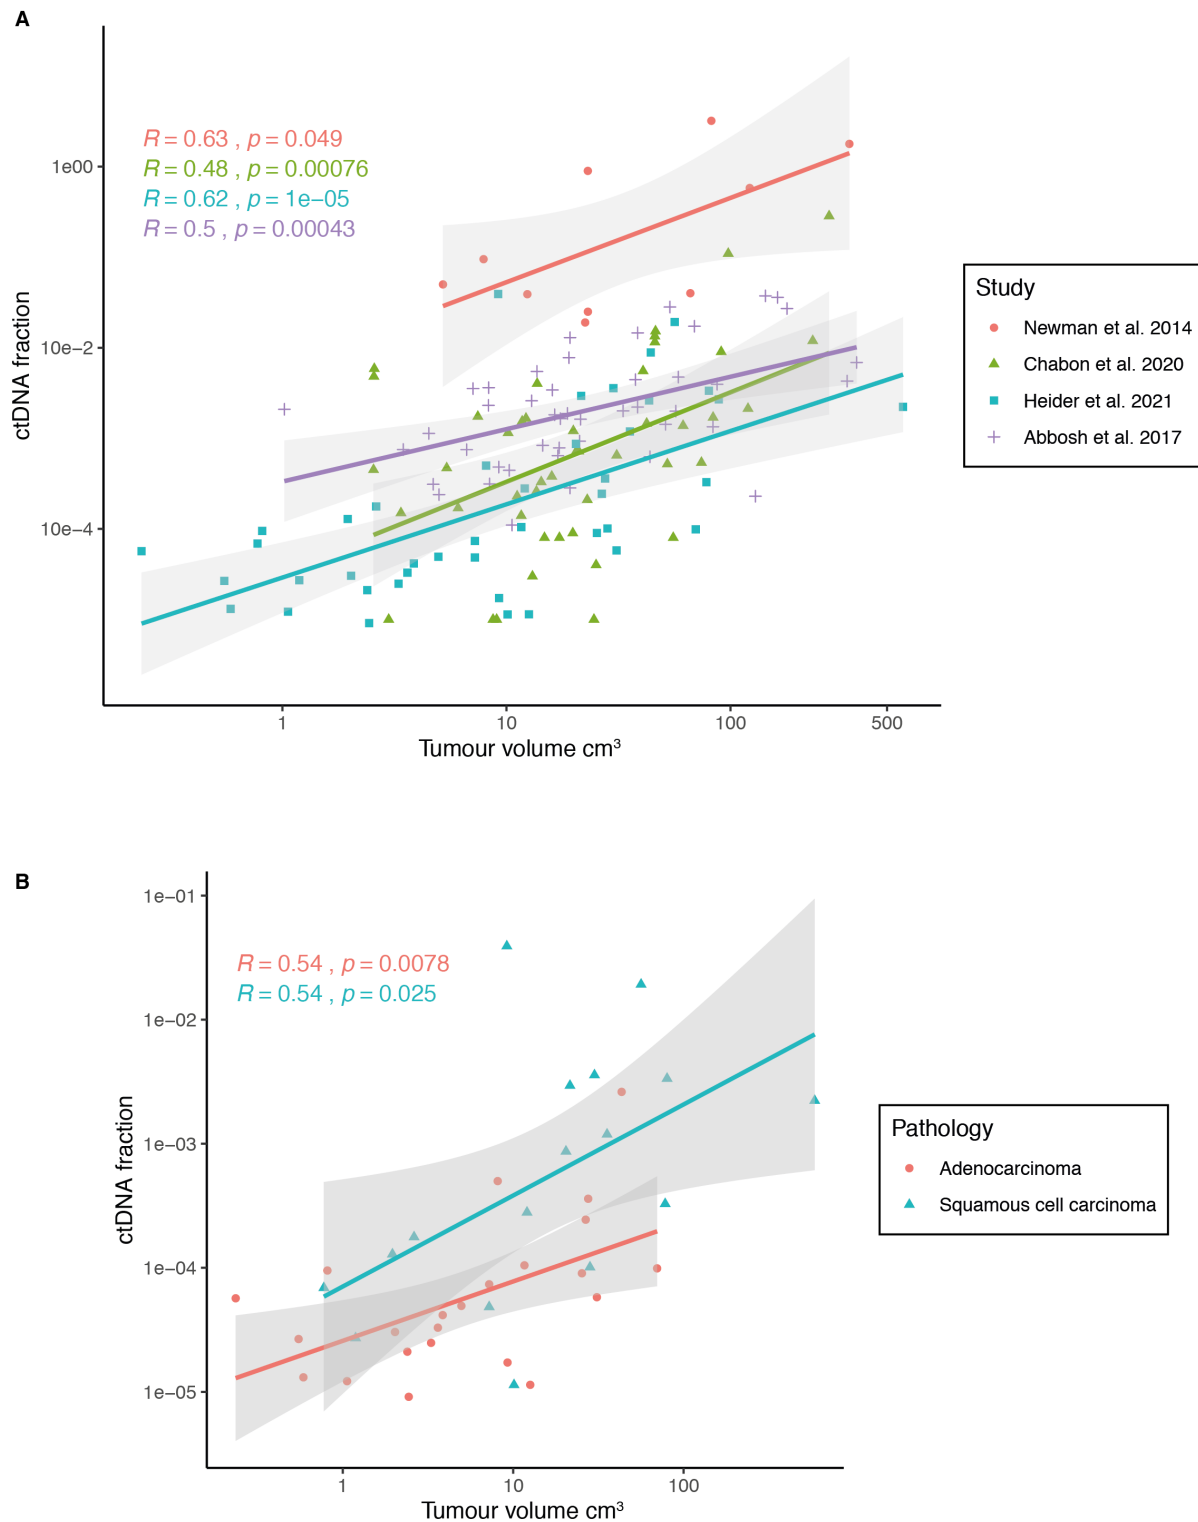 A
R = 0.63 , p = 0.049
R = 0.48 , p = 0.00076
R = 0.62 , p = 1e−05
R = 0.5 , p = 0.00043
1e+00
10e−2
10e−4
ctDNA fraction
1
10
100
500
Tumour volume cm³
Study
Newman et al. 2014
Chabon et al. 2020
Heider et al. 2021
Abbosh et al. 2017
B
R = 0.54 , p = 0.0078
R = 0.54 , p = 0.025
1e−01
1e−02
1e−03
1e−04
1e−05
ctDNA fraction
1
10
100
Tumour volume cm³
Pathology
Adenocarcinoma
Squamous cell carcinoma